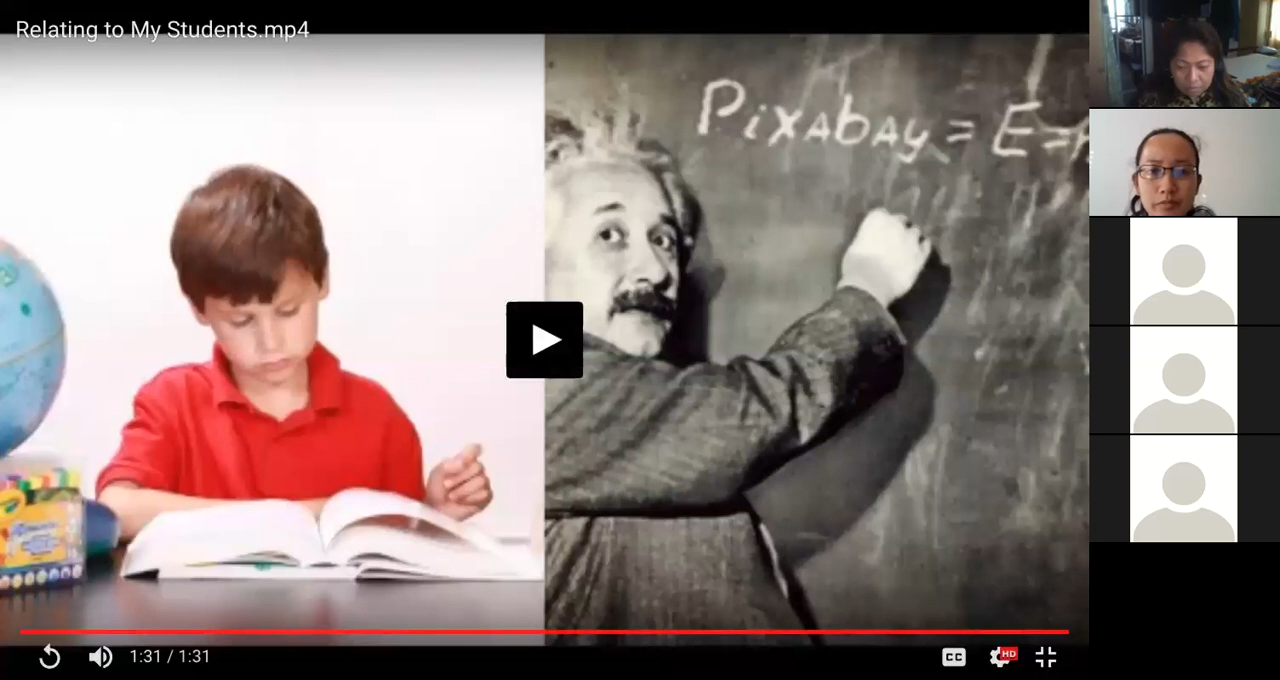 Relating to My Students.mp4
Pixabay = E=
1:31 / 1:31
CC
HD